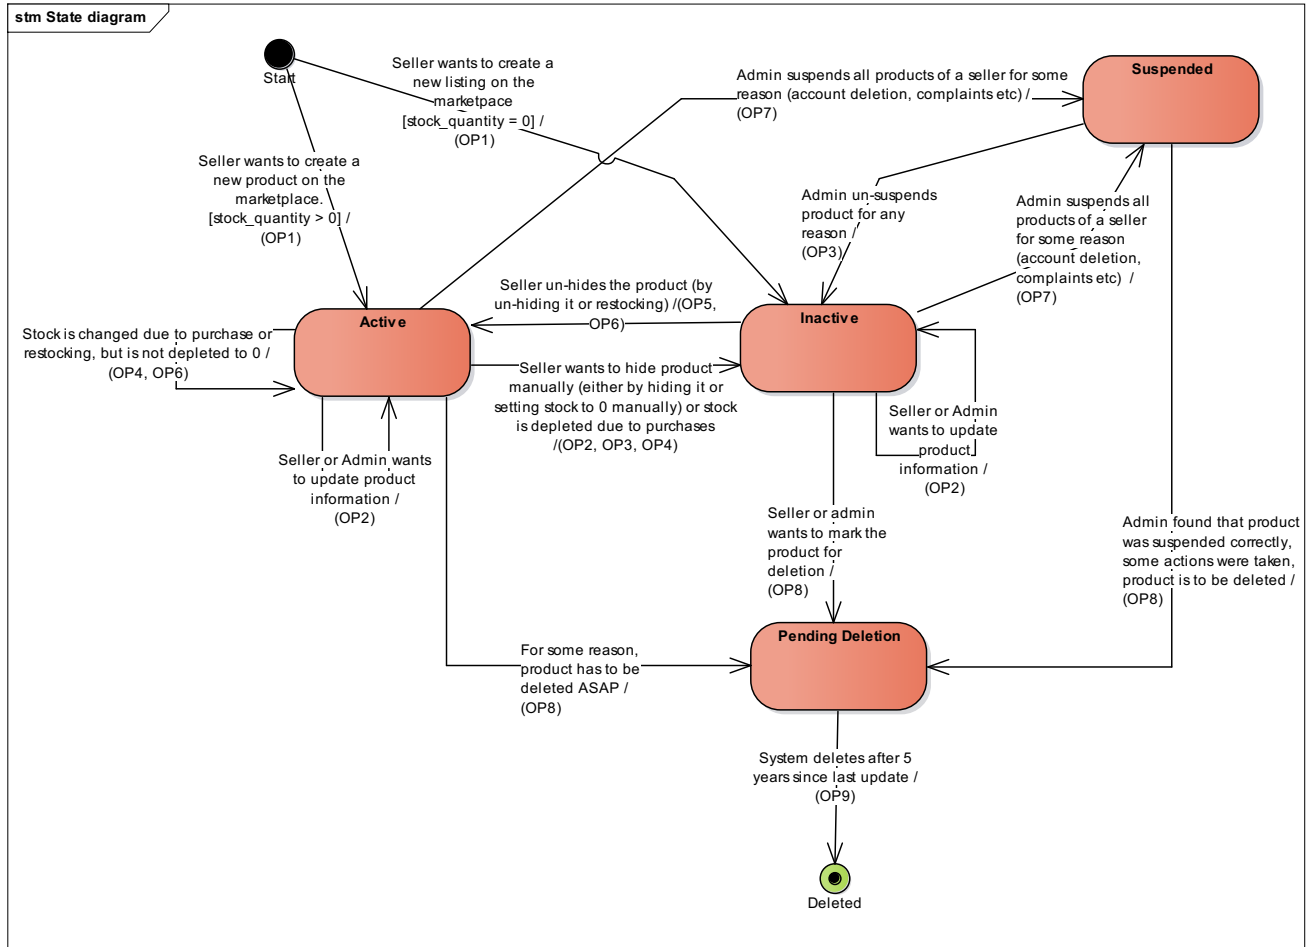 stm State diagram
Start
Seller wants to create a
new listing on the
marketpace
[stock_quantity = 0] /
(OP1)
Admin suspends all products of a seller for some
reason (account deletion, complaints etc) /
(OP7)
Suspended
Seller wants to create a
new product on the
marketplace.
[stock_quantity > 0] /
(OP1)
Admin un-suspends
product for any
reason /
(OP3)
Admin suspends all
products of a seller
for some reason
(account deletion,
complaints etc) /
(OP7)
Seller un-hides the product (by
un-hiding it or restocking) /(OP5,
OP6)
Active
Inactive
Stock is changed due to purchase or
restocking, but is not depleted to 0 /
(OP4, OP6)
Seller wants to hide product
manually (either by hiding it or
setting stock to 0 manually) or stock
is depleted due to purchases
/(OP2, OP3, OP4)
Seller or Admin
wants to update
product
information /
(OP2)
Seller or Admin wants
to update product
information /
(OP2)
Seller or admin
wants to mark the
product for
deletion /
(OP8)
Admin found that product
was suspended correctly,
some actions were taken,
product is to be deleted /
(OP8)
Pending Deletion
For some reason,
product has to be
deleted ASAP /
(OP8)
System deletes after 5
years since last update /
(OP9)
Deleted